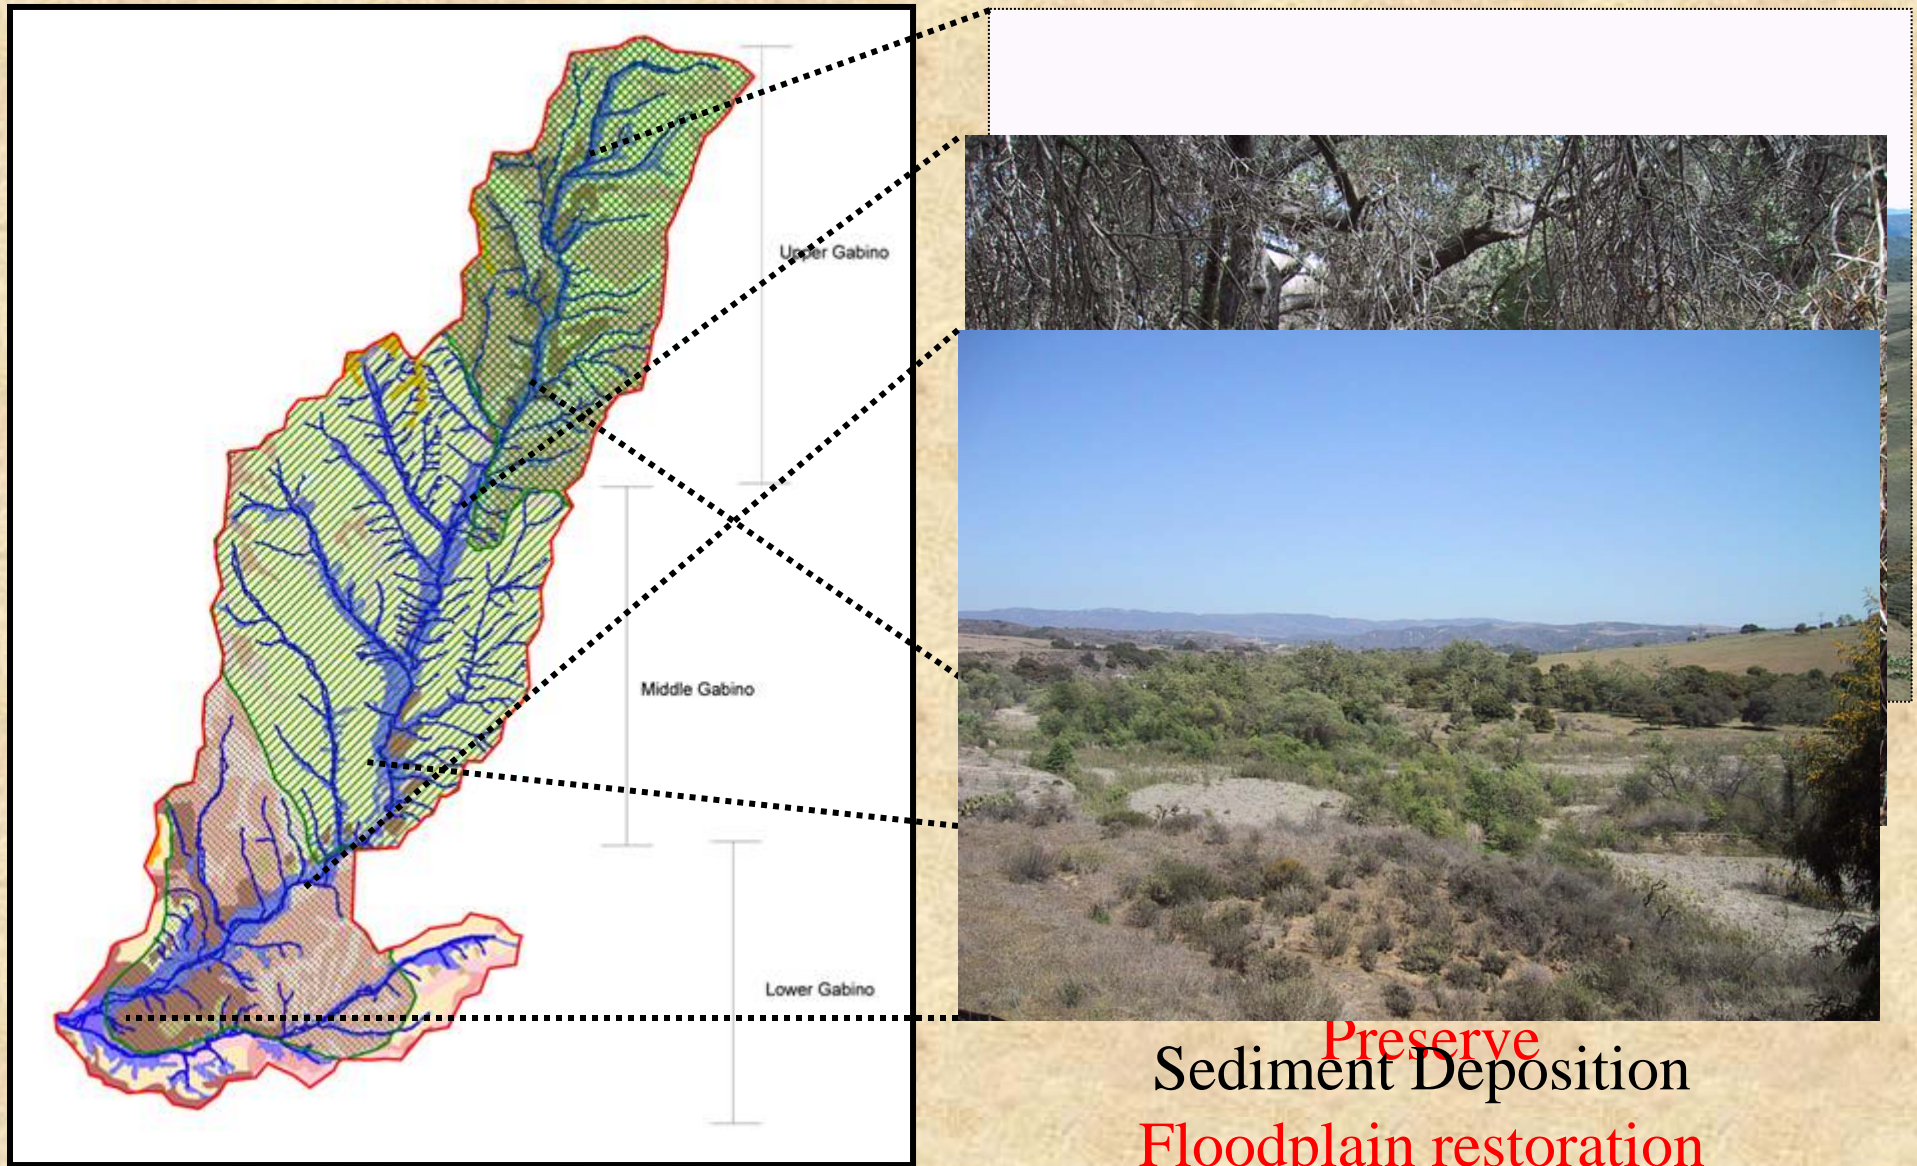 Upper Gabino
Middle Gabino
Lower Gabino
Preserve
Sediment Deposition
Floodplain restoration